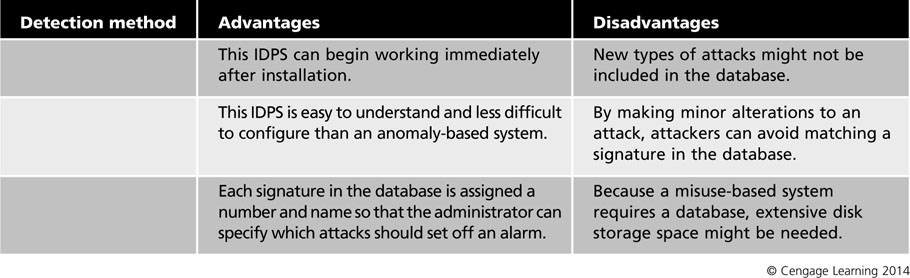 Detection method Advantages Disadvantages
This IDPS can begin working immediately
after installation.
New types of attacks might not be
included in the database.
This IDPS is easy to understand and less difficult
to configure than an anomaly-based system.
By making minor alterations to an
attack, attackers can avoid matching a
signature in the database.
Each signature in the database is assigned a
number and name so that the administrator can
specify which attacks should set off an alarm.
Because a misuse-based system
requires a database, extensive disk
storage space might be needed.
© Cengage Learning 2014